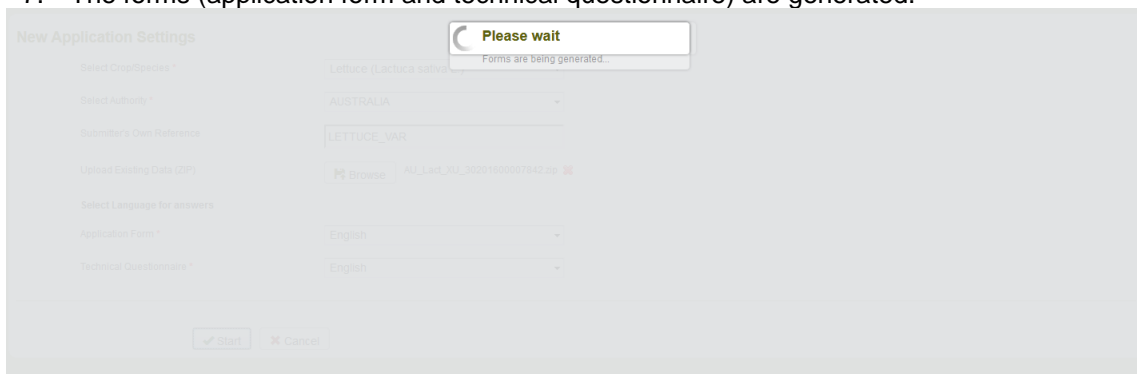 7. The forms (application form and technical questionnaire) are generated.
New Application Settings
Please wait
Forms are being generated...
Select Crop/Species *
Lettuce (Lactuca sativa L.)
Select Authority *
AUSTRALIA
Submitter's Own Reference
LETTUCE_VAR
Upload Existing Data (ZIP)
Browse
Select Language for answers
Application Form *
English
Technical Questionnaire *
English
Start
Cancel